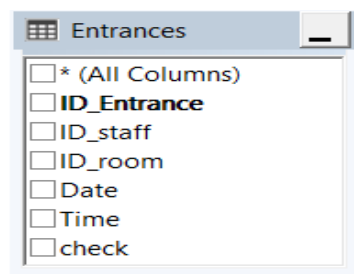 Entrances
* (All Columns)
ID_Entrance
ID_staff
ID_room
Date
Time
check